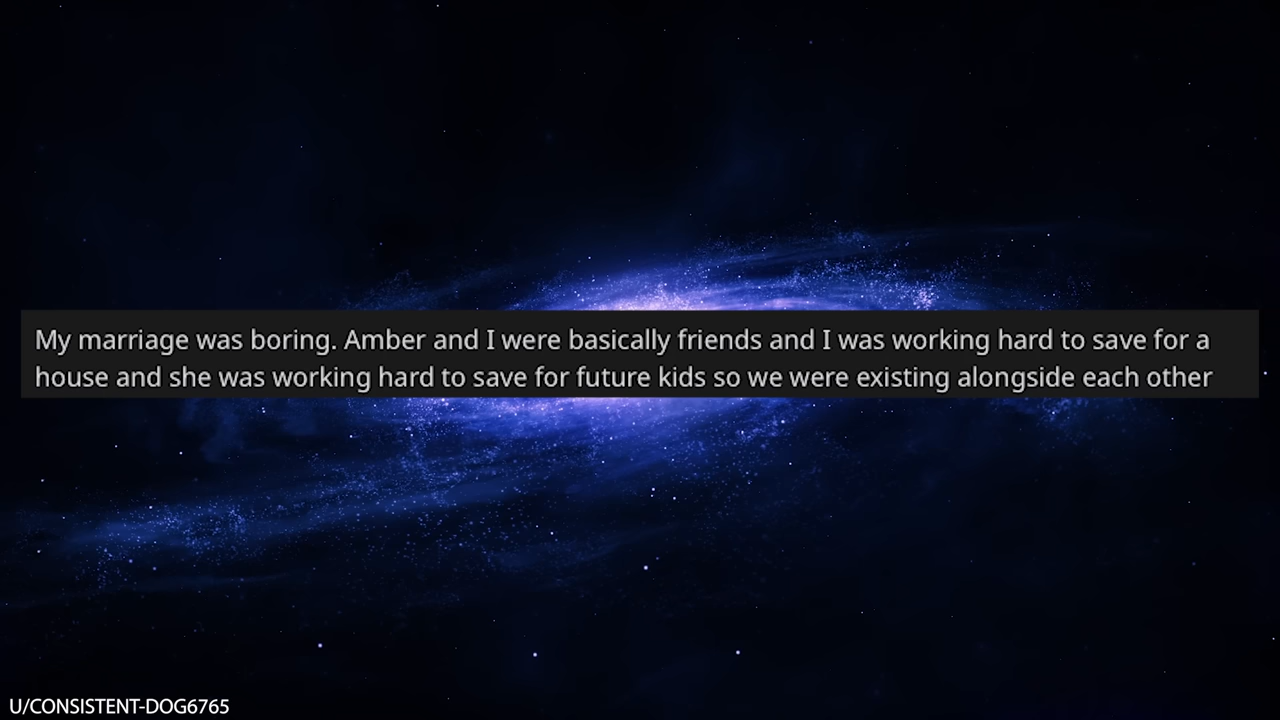 My marriage was boring. Amber and I were basically friends and I was working hard to save for a
house and she was working hard to save for future kids so we were existing alongside each other
U/CONSISTENT-DOG6765